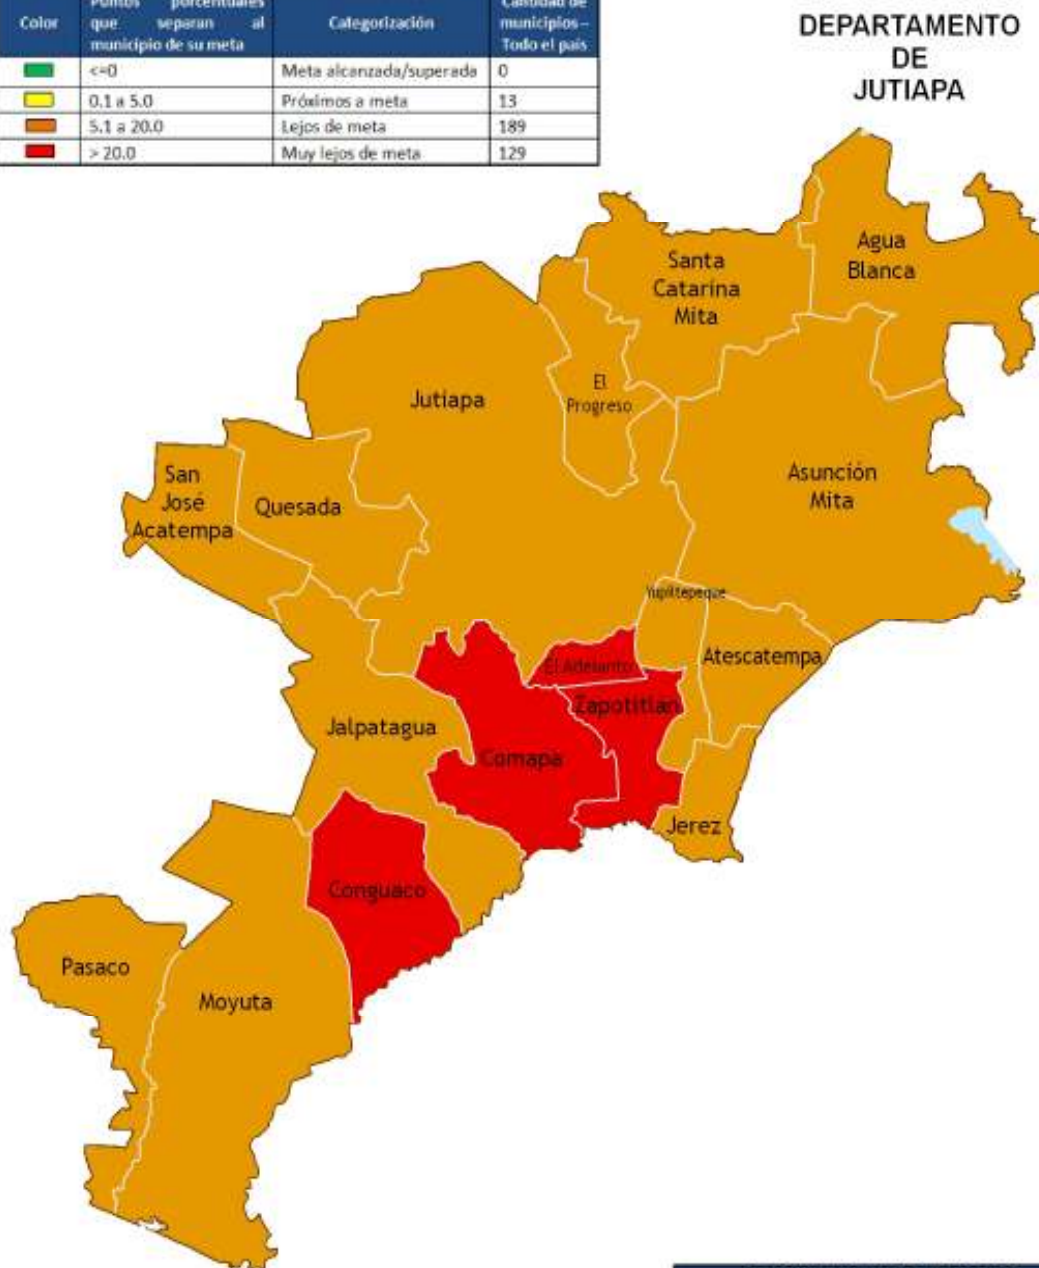 Color
Puntos porcentuales
que separan al
municipio de su meta
Categorización
Cantidad de
municipios –
Todo el país
<=0 Meta alcanzada/superada 0
0.1 a 5.0 Próximos a meta 13
5.1 a 20.0 Lejos de meta 189
> 20.0 Muy lejos de meta 129
DEPARTAMENTO
DE
JUTIAPA
Agua
Blanca
Santa
Catarina
Mita
El
Progreso
Jutiapa
Asunción
Mita
San
José
Acatempa
Quesada
Yupiltepeque
Atescatempa
El Adelanto
Zapotitlán
Jalpatagua
Comapa
Jerez
Conguaco
Pasaco
Moyuta